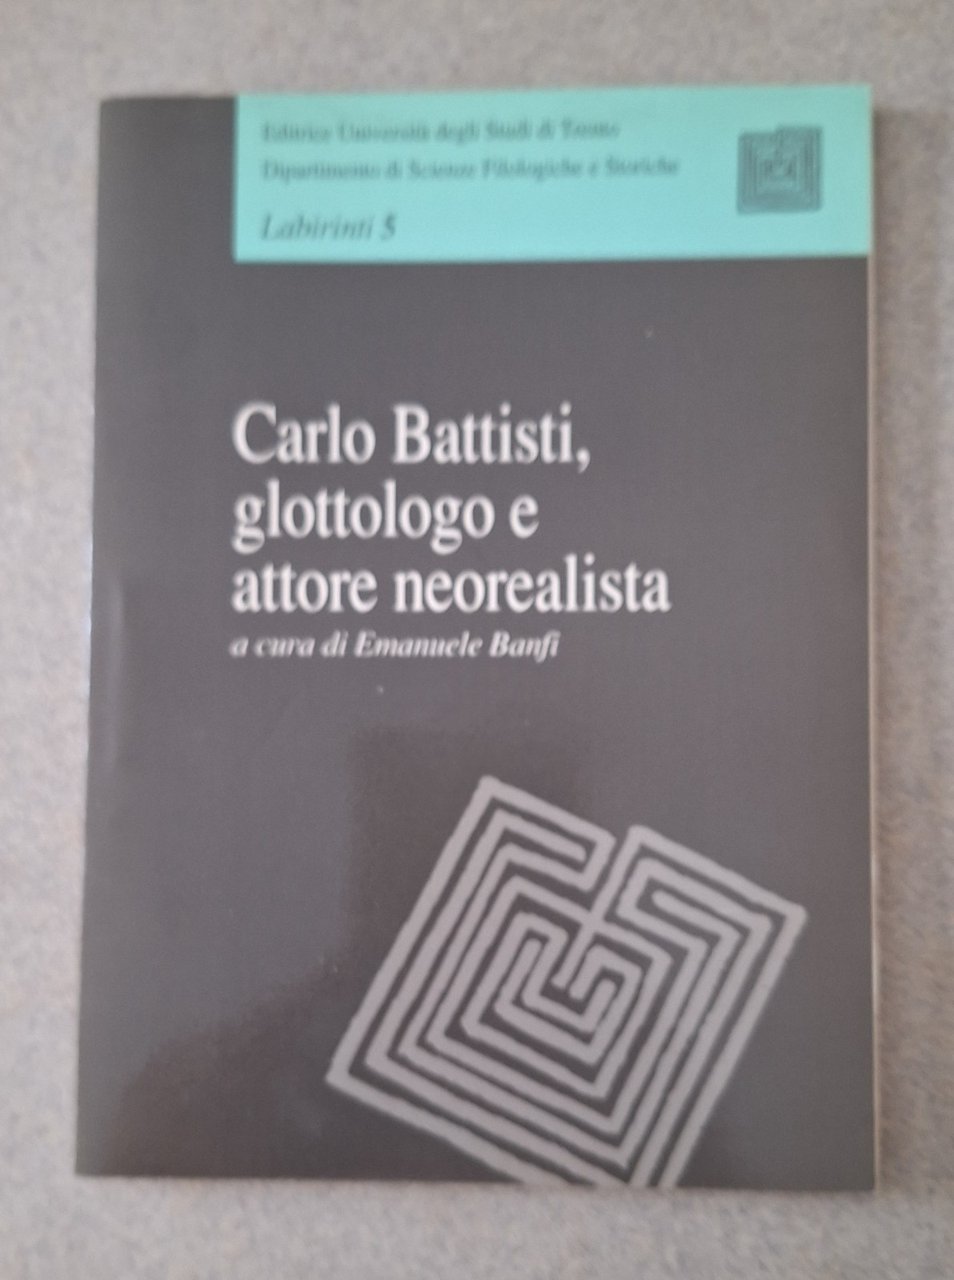 Editrice Università degli Studi di Trento
Dipartimento di Scienze Filologiche e Storiche
Labirinti 5
Carlo Battisti,
glottologo e
attore neorealista
a cura di Emanuele Banfi